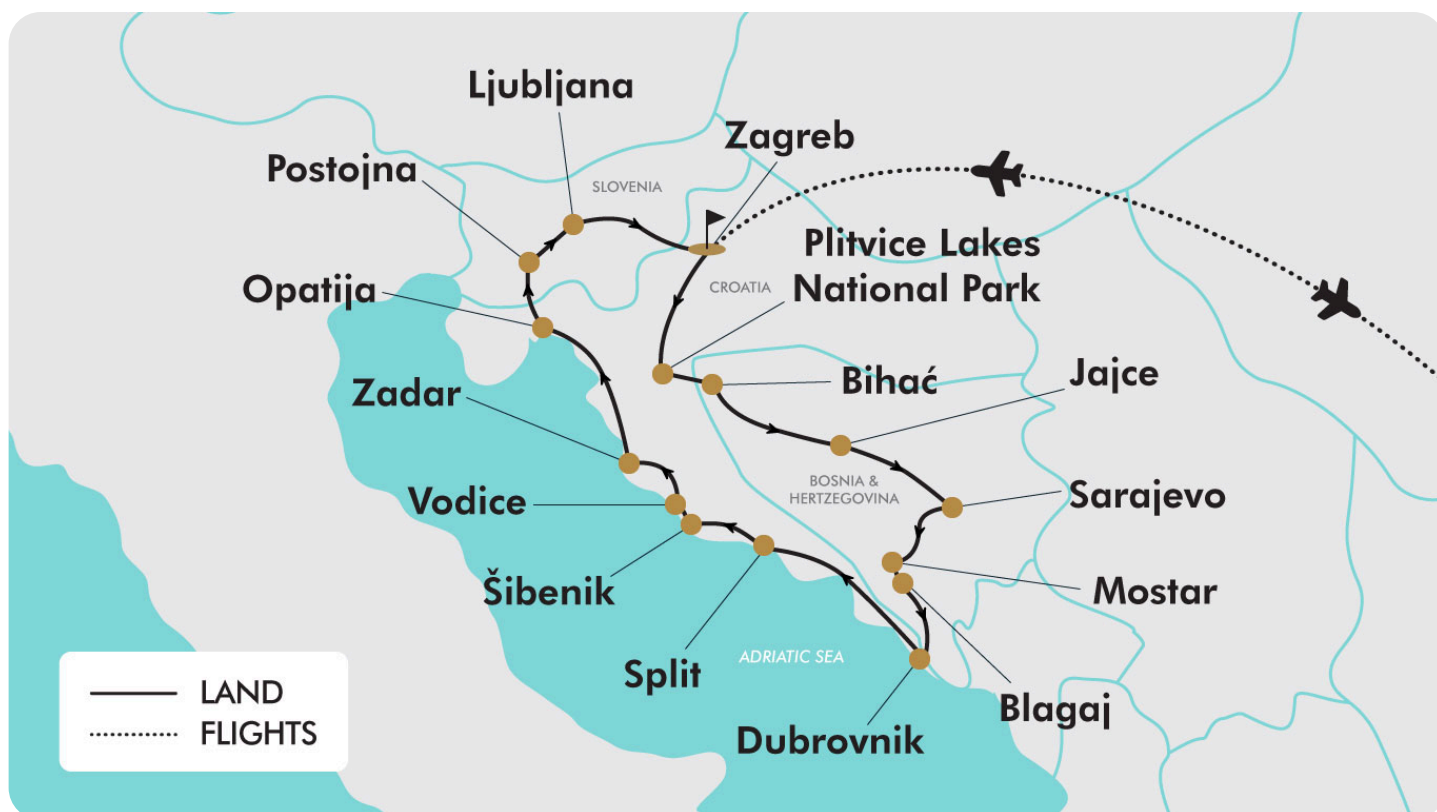 Ljubljana
Zagreb
Postojna
SLOVENIA
Plitvice Lakes
National Park
Opatija
CROATIA
Bihać
Jajce
Zadar
BOSNIA &
HERTZEGOVINA
Vodice
Sarajevo
Šibenik
Mostar
ADRIATIC SEA
Split
Blagaj
Dubrovnik
LAND
FLIGHTS